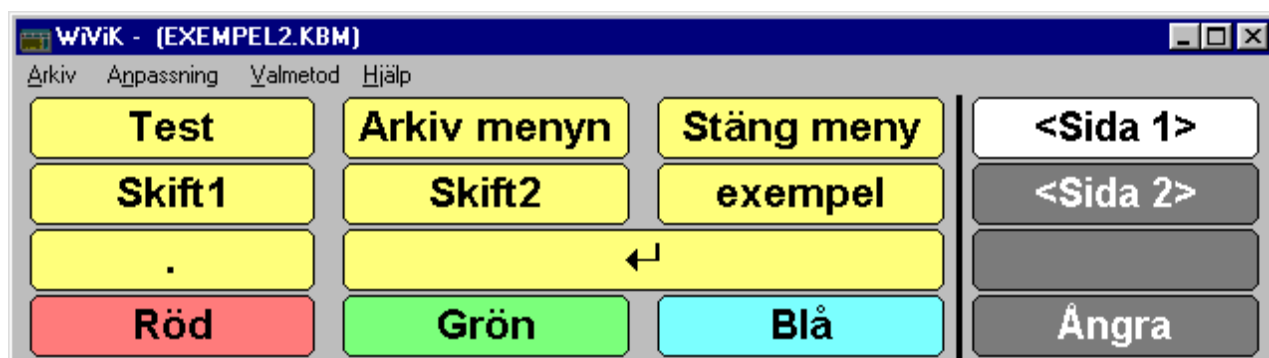 WiViK - (EXEMPEL2.KBM)
Arkiv Anpassning Valmetod Hjälp
Test Arkiv menyn Stäng meny <Sida 1>
Skift1 Skift2 exempel <Sida 2>
. ↵
Röd Grön Blå Ångra